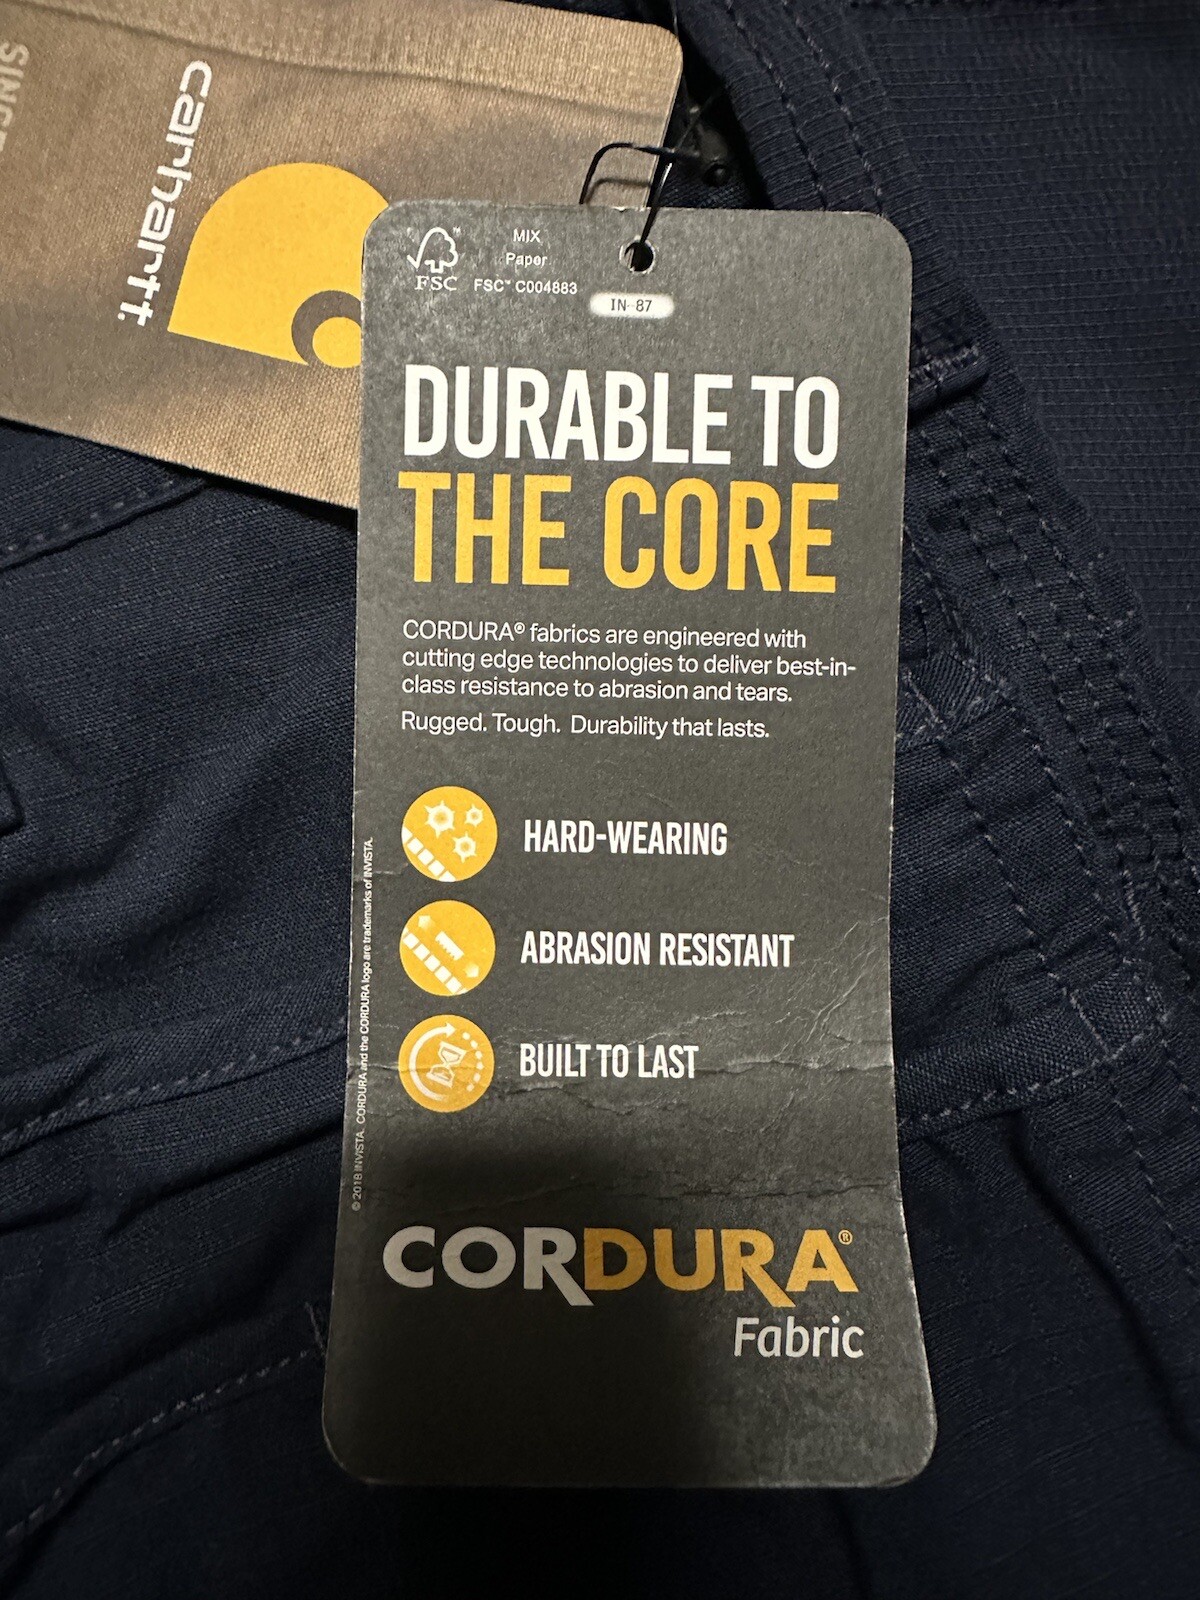 SINCE
carhartt.
FSC
MIX
Paper
FSC™ C004883
IN-87
DURABLE TO
THE CORE
CORDURA® fabrics are engineered with
cutting edge technologies to deliver best-in-
class resistance to abrasion and tears.
Rugged. Tough. Durability that lasts.
HARD-WEARING
ABRASION RESISTANT
BUILT TO LAST
© 2018 INVISTA. CORDURA and the CORDURA logo are trademarks of INVISTA.
CORDURA®
Fabric